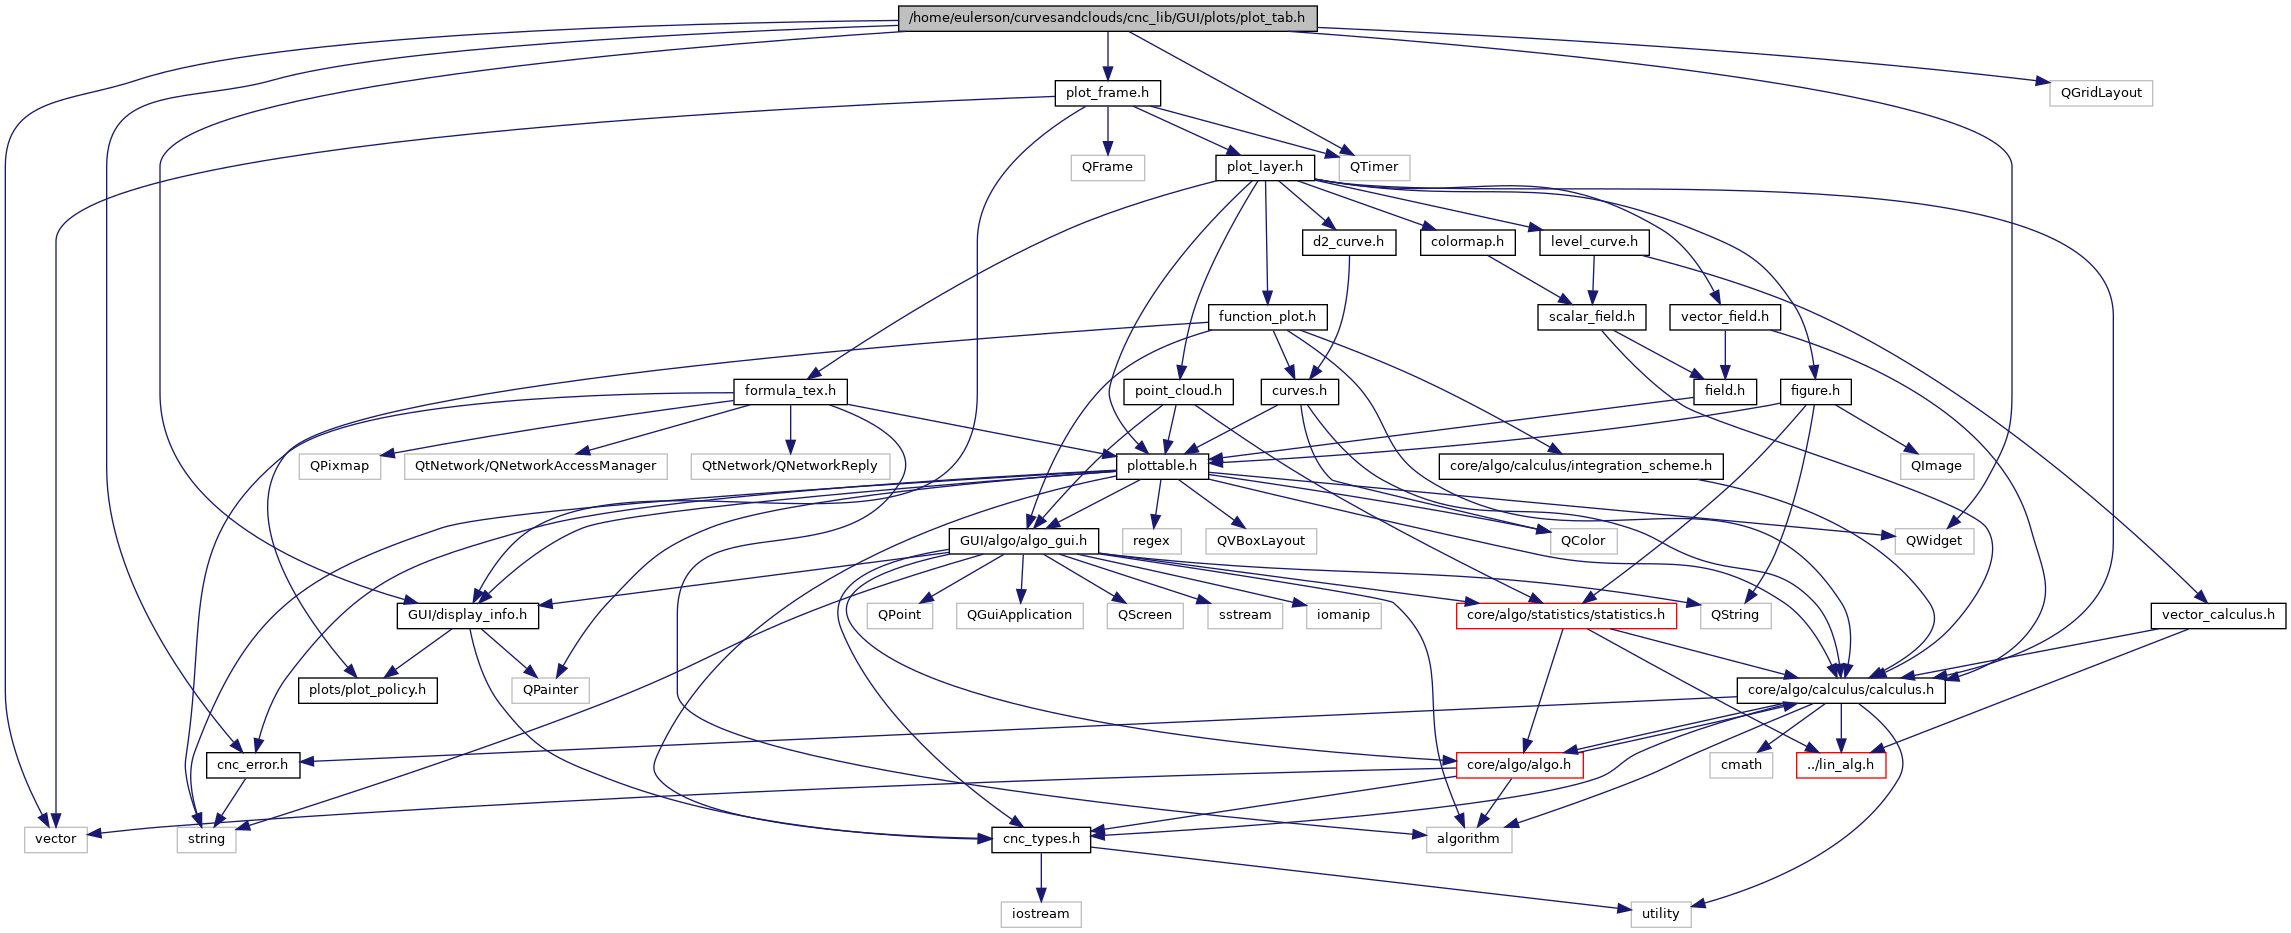 /home/eulerson/curvesandclouds/cnc_lib/GUI/plots/plot_tab.h
plot_frame.h
QGridLayout
QFrame
plot_layer.h
QTimer
d2_curve.h
colormap.h
level_curve.h
function_plot.h
scalar_field.h
vector_field.h
formula_tex.h
point_cloud.h
curves.h
field.h
figure.h
QPixmap
QtNetwork/QNetworkAccessManager
QtNetwork/QNetworkReply
plottable.h
core/algo/calculus/integration_scheme.h
QImage
GUI/algo/algo_gui.h
regex
QVBoxLayout
QColor
QWidget
GUI/display_info.h
QPoint
QGuiApplication
QScreen
sstream
iomanip
core/algo/statistics/statistics.h
QString
vector_calculus.h
plots/plot_policy.h
QPainter
core/algo/calculus/calculus.h
cnc_error.h
core/algo/algo.h
cmath
../lin_alg.h
vector
string
cnc_types.h
algorithm
iostream
utility